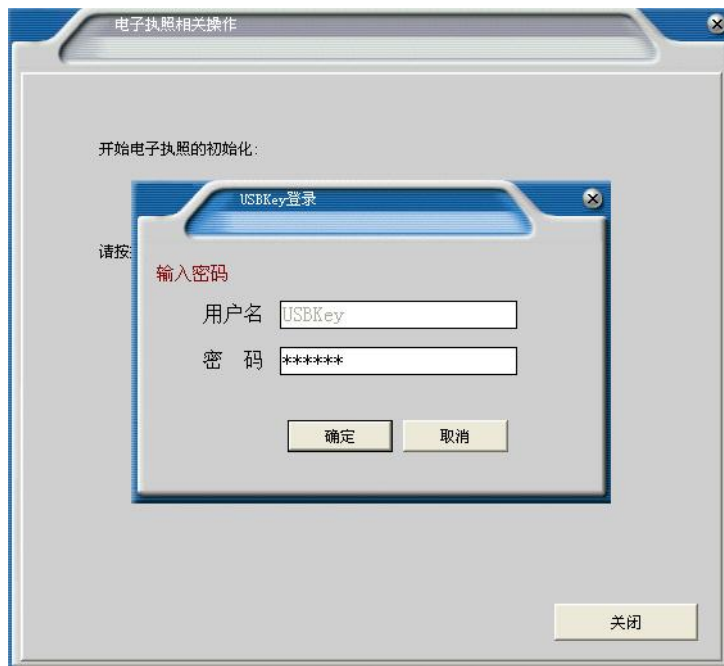 电子执照相关操作
开始电子执照的初始化:
USBKey登录
请按
输入密码
用户名 USBKey
密 码 ******
确定 取消
关闭